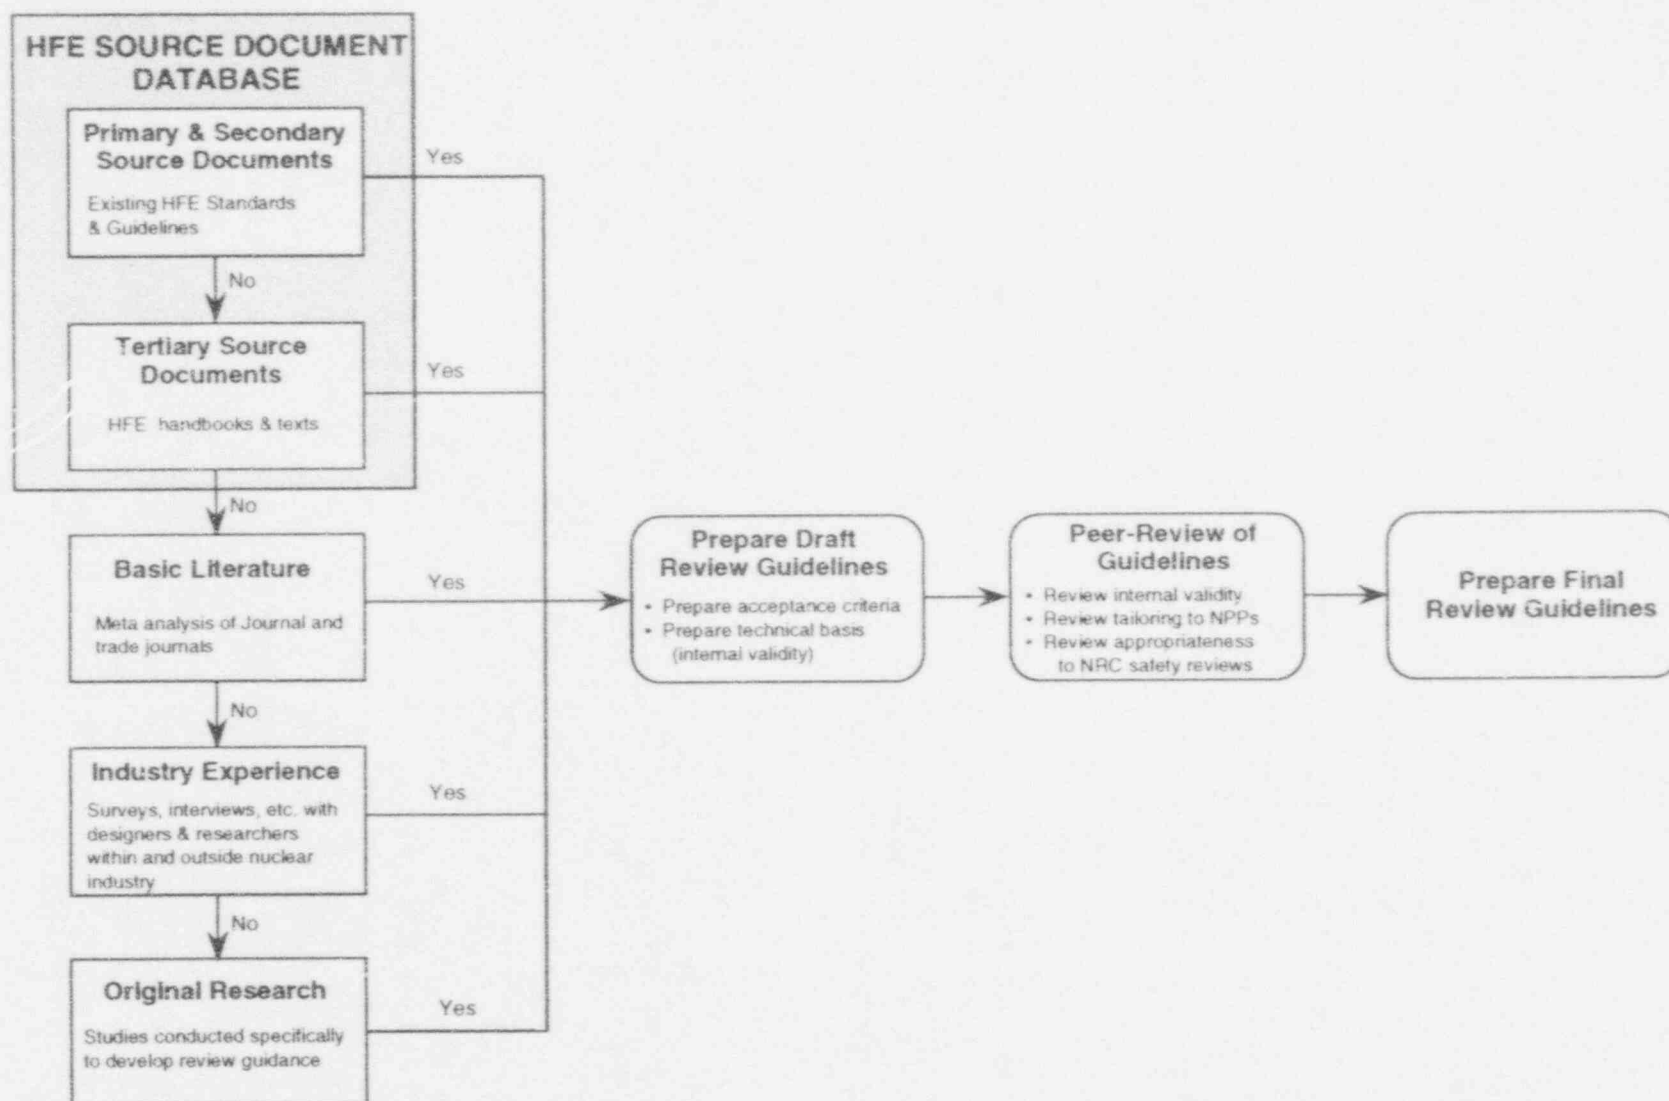 HFE SOURCE DOCUMENT
DATABASE
Primary & Secondary
Source Documents
Existing HFE Standards
& Guidelines
Yes
No
Tertiary Source
Documents
HFE handbooks & texts
Yes
No
Basic Literature
Meta analysis of Journal and
trade journals
Yes
No
Industry Experience
Surveys, interviews, etc. with
designers & researchers
within and outside nuclear
industry
Yes
No
Original Research
Studies conducted specifically
to develop review guidance
Yes
Prepare Draft
Review Guidelines
• Prepare acceptance criteria
• Prepare technical basis
(internal validity)
Peer-Review of
Guidelines
• Review internal validity
• Review tailoring to NPPs
• Review appropriateness
to NRC safety reviews
Prepare Final
Review Guidelines